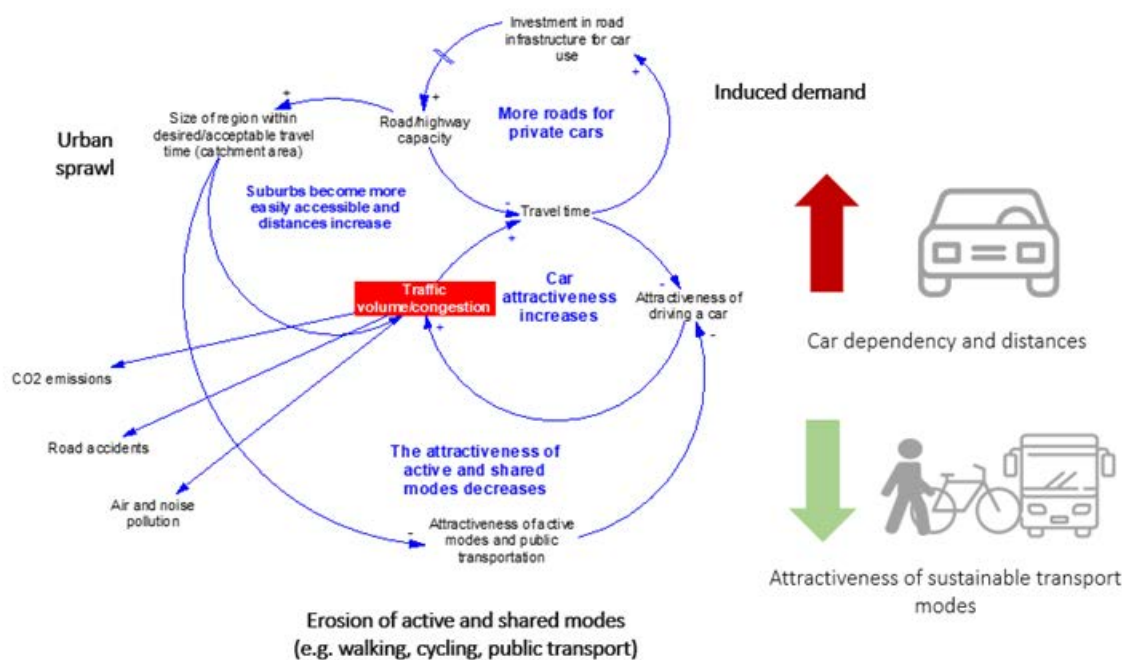 Investment in road
infrastructure for car
use
+
+
Induced demand
More roads for
private cars
+
Size of region within
desired/acceptable travel
time (catchment area)
+
Road/highway
capacity
Urban
sprawl
Suburbs become more
easily accessible and
distances increase
-
Travel time
+
Car
attractiveness
increases
-
Attractiveness of
driving a car
-
Traffic
volume/congestion
+
Car dependency and distances
CO2 emissions
Road accidents
Air and noise
pollution
The attractiveness of
active and shared
modes decreases
-
Attractiveness of active
modes and public
transportation
Attractiveness of sustainable transport
modes
Erosion of active and shared modes
(e.g. walking, cycling, public transport)